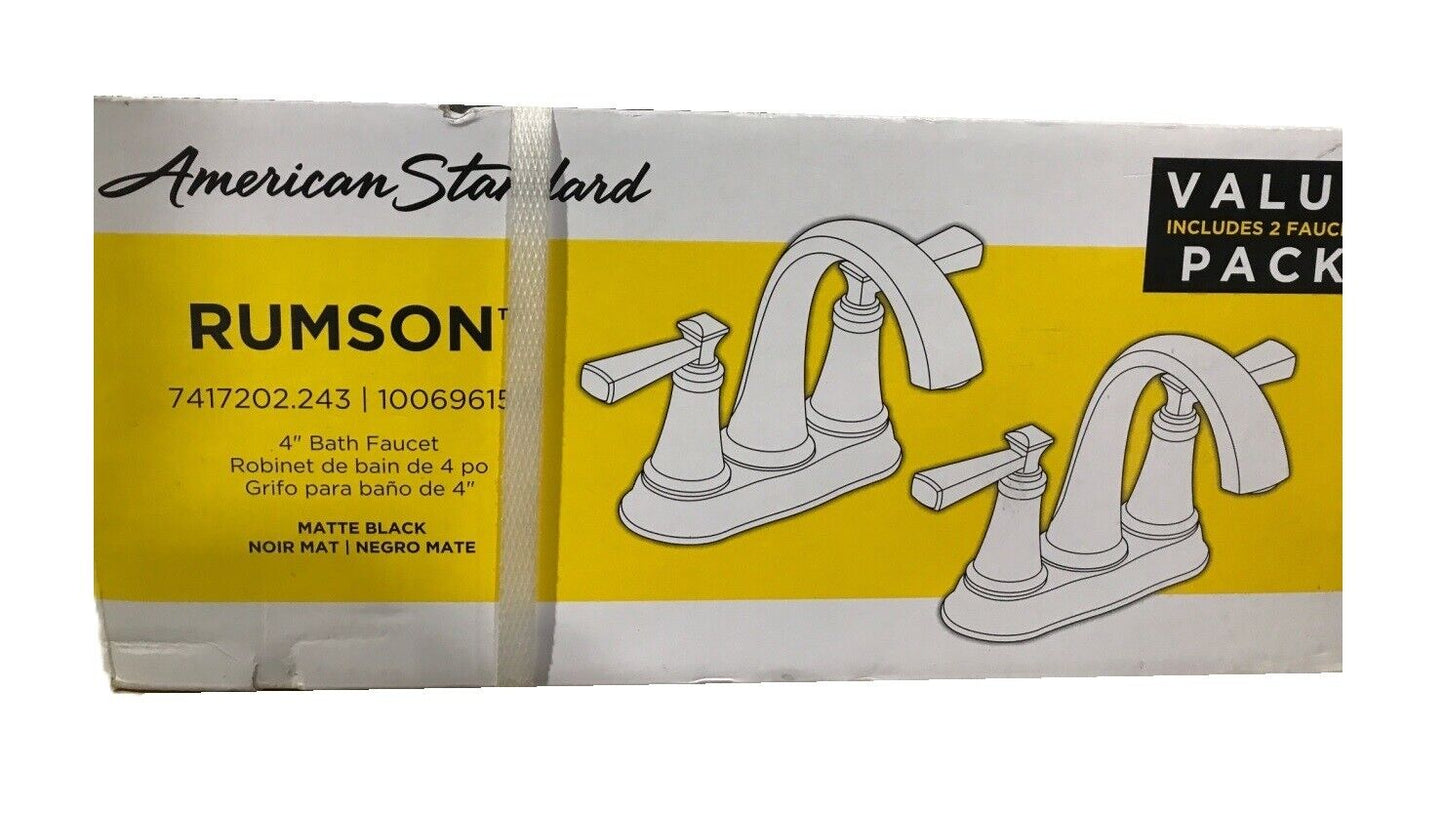 American Standard
VALU
INCLUDES 2 FAUC
PACK
RUMSON™
7417202.243 | 10069615
4" Bath Faucet
Robinet de bain de 4 po
Grifo para baño de 4"
MATTE BLACK
NOIR MAT | NEGRO MATE